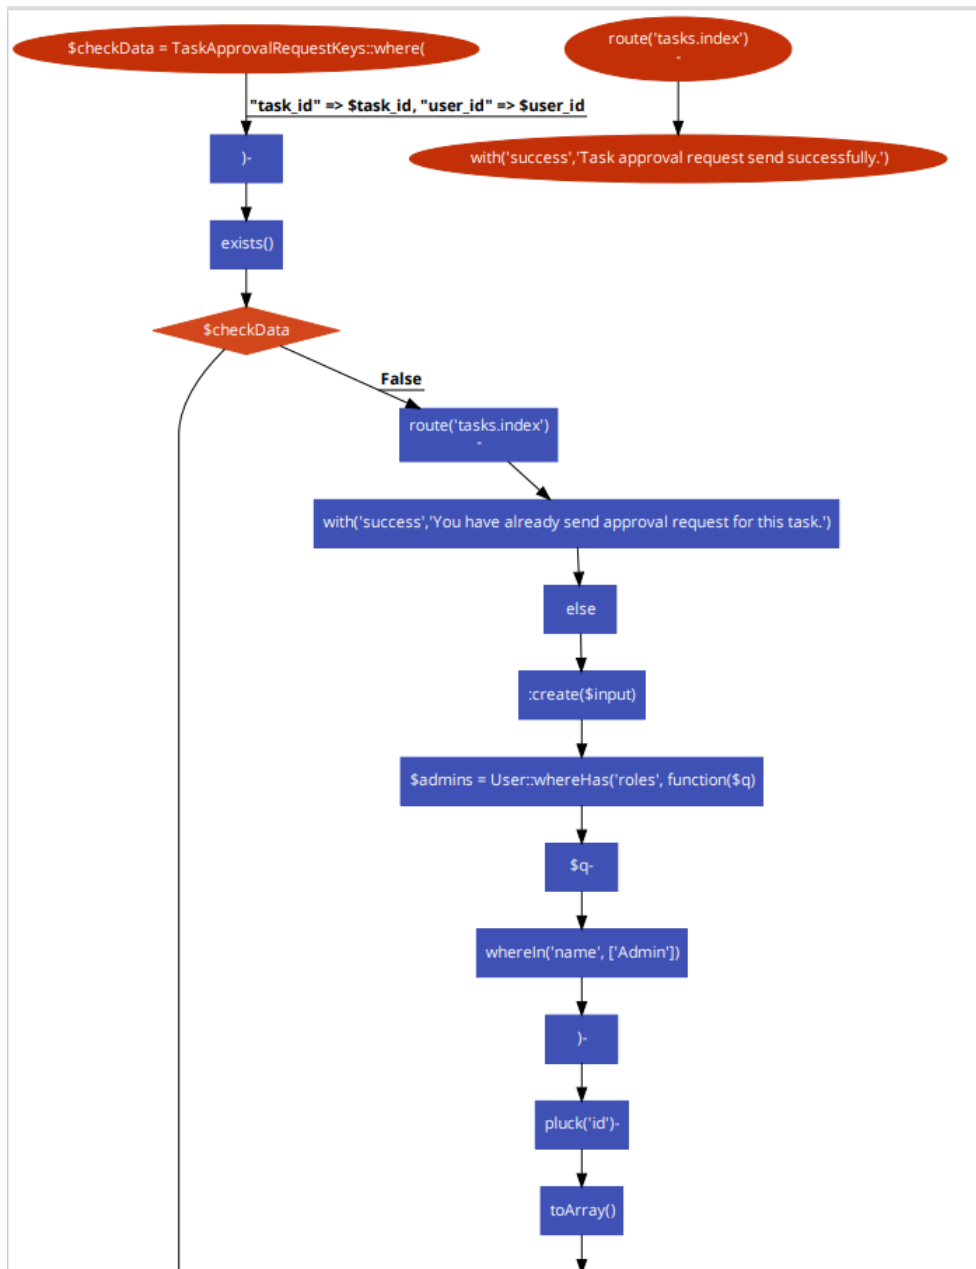 $checkData = TaskApprovalRequestKeys::where(
route('tasks.index')
-
"task_id" => $task_id, "user_id" => $user_id
)-
with('success','Task approval request send successfully.')
exists()
$checkData
False
route('tasks.index')
-
with('success','You have already send approval request for this task.')
else
:create($input)
$admins = User::whereHas('roles', function($q)
$q-
whereIn('name', ['Admin'])
)-
pluck('id')-
toArray()